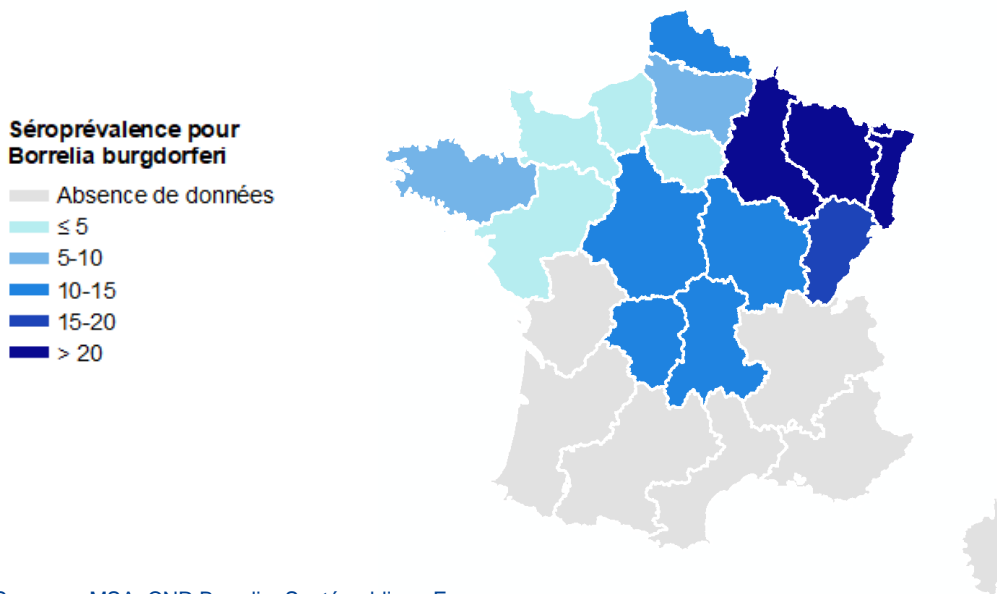 Séroprévalence pour
Borrelia burgdorferi
Absence de données
≤ 5
5-10
10-15
15-20
> 20